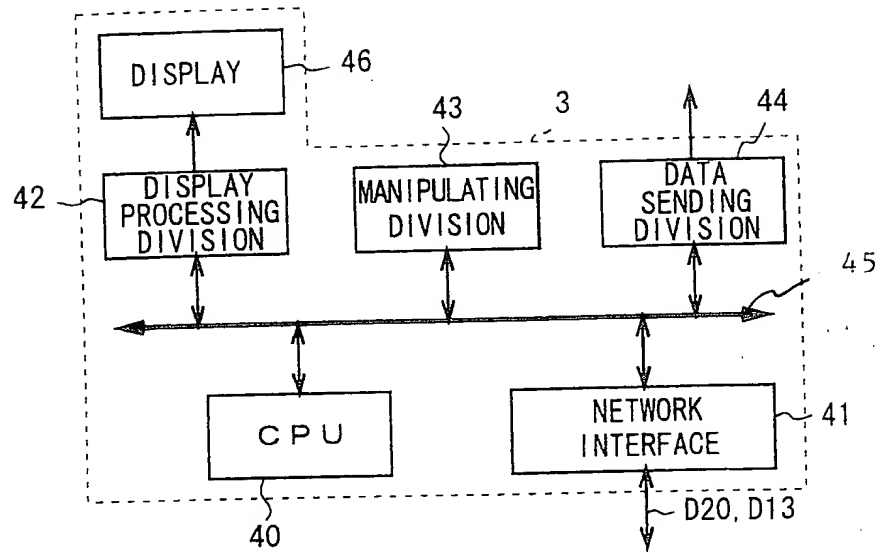 DISPLAY
46
43
3
44
42
DISPLAY
PROCESSING
DIVISION
MANIPULATING
DIVISION
DATA
SENDING
DIVISION
45
CPU
NETWORK
INTERFACE
41
40
D20, D13